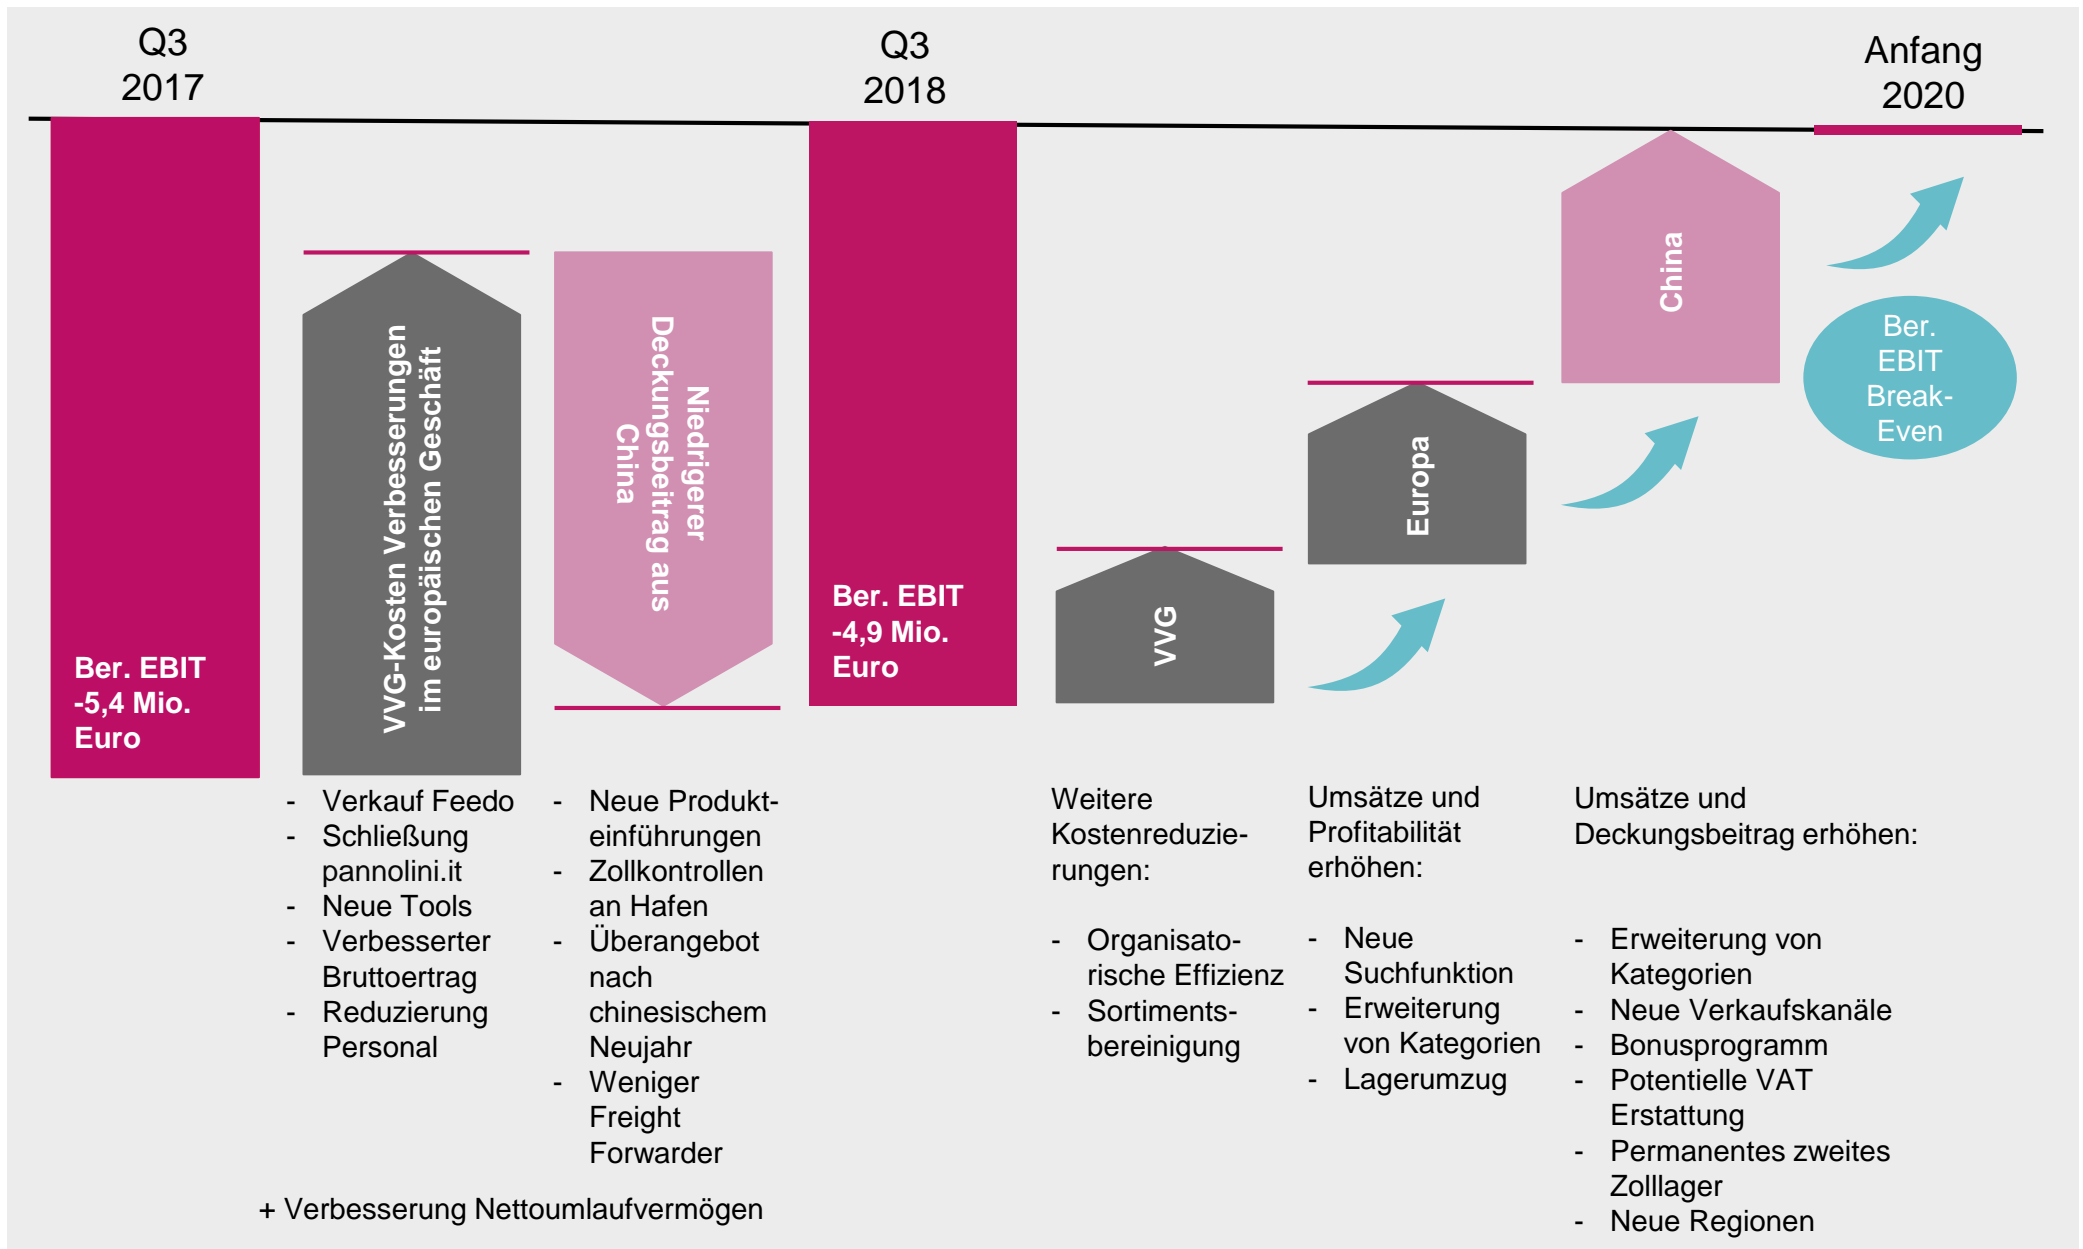 Q3
2017
Q3
2018
Anfang
2020
Ber. EBIT
-5,4 Mio.
Euro
VVG-Kosten Verbesserungen
im europäischen Geschäft
Niedrigerer
Deckungsbeitrag aus
China
Ber. EBIT
-4,9 Mio.
Euro
VVG
Europa
China
Ber.
EBIT
Break-
Even
- Verkauf Feedo
- Schließung
pannolini.it
- Neue Tools
- Verbesserter
Bruttoertrag
- Reduzierung
Personal
- Neue Produkt-
einführungen
- Zollkontrollen
an Hafen
- Überangebot
nach
chinesischem
Neujahr
- Weniger
Freight
Forwarder
+ Verbesserung Nettoumlaufvermögen
Weitere
Kostenreduzie-
rungen:
- Organisato-
rische Effizienz
- Sortiments-
bereinigung
Umsätze und
Profitabilität
erhöhen:
- Neue
Suchfunktion
- Erweiterung
von Kategorien
- Lagerumzug
Umsätze und
Deckungsbeitrag erhöhen:
- Erweiterung von
Kategorien
- Neue Verkaufskanäle
- Bonusprogramm
- Potentielle VAT
Erstattung
- Permanentes zweites
Zolllager
- Neue Regionen